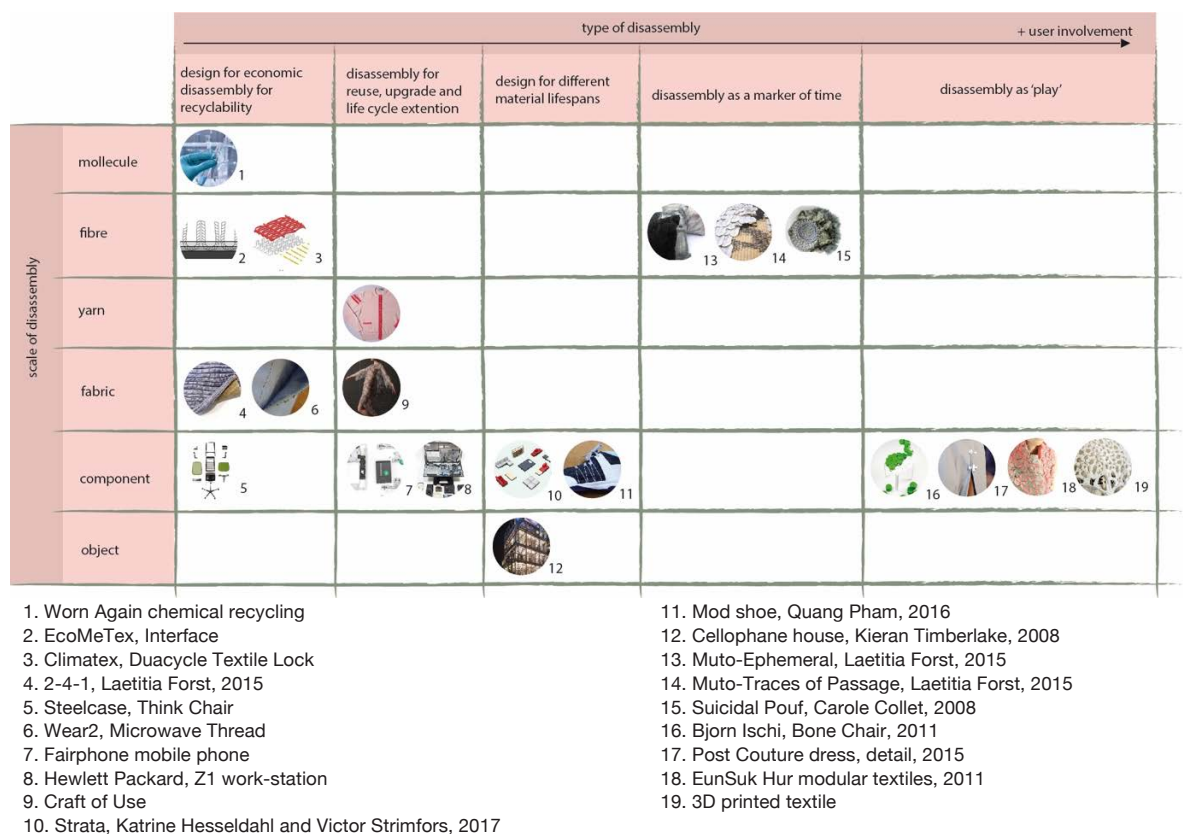 type of disassembly
+ user involvement
design for economic
disassembly for
recyclability
disassembly for
reuse, upgrade and
life cycle extention
design for different
material lifespans
disassembly as a marker of time
disassembly as ‘play’
scale of disassembly
mollecule
1
fibre
2
3
13
14
15
yarn
fabric
4
6
9
component
5
7
8
10
11
16
17
18
19
object
12
1. Worn Again chemical recycling
2. EcoMeTex, Interface
3. Climatex, Duacycle Textile Lock
4. 2-4-1, Laetitia Forst, 2015
5. Steelcase, Think Chair
6. Wear2, Microwave Thread
7. Fairphone mobile phone
8. Hewlett Packard, Z1 work-station
9. Craft of Use
10. Strata, Katrine Hesseldahl and Victor Strimfors, 2017
11. Mod shoe, Quang Pham, 2016
12. Cellophane house, Kieran Timberlake, 2008
13. Muto-Ephemeral, Laetitia Forst, 2015
14. Muto-Traces of Passage, Laetitia Forst, 2015
15. Suicidal Pouf, Carole Collet, 2008
16. Bjorn Ischi, Bone Chair, 2011
17. Post Couture dress, detail, 2015
18. EunSuk Hur modular textiles, 2011
19. 3D printed textile